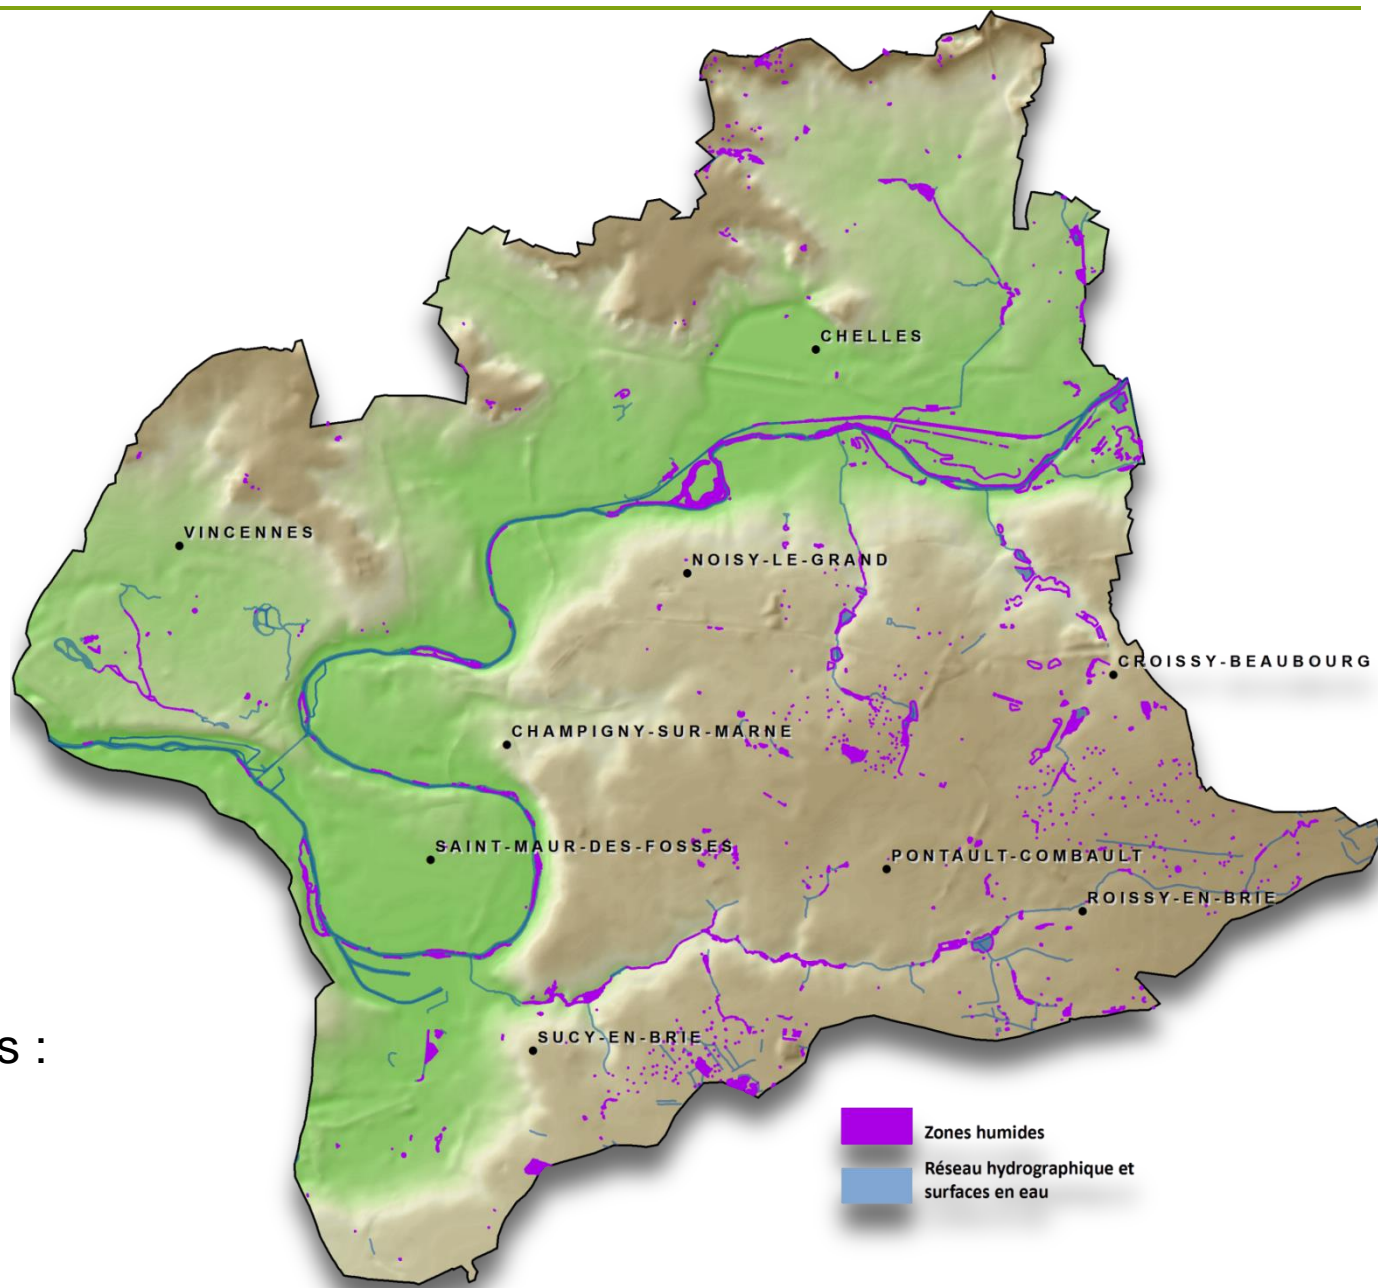 CHELLES
VINCENNES
NOISY-LE-GRAND
CROISSY-BEAUBOURG
CHAMPIGNY-SUR-MARNE
SAINT-MAUR-DES-FOSSES
PONTAULT-COMBAULT
ROISSY-EN-BRIE
s :
SUCY-EN-BRIE
Zones humides
Réseau hydrographique et
surfaces en eau